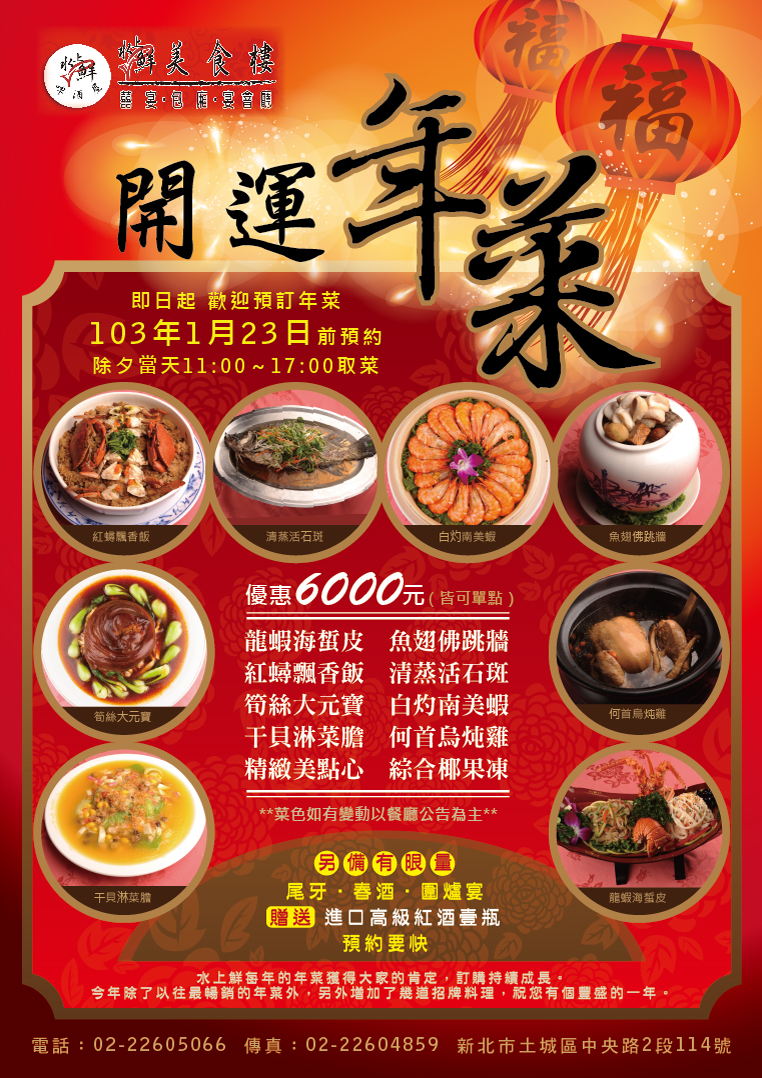 水上鮮
水上鮮美食樓
囍宴·包廂·宴會廳
福
福
開運年菜
即日起 歡迎預訂年菜
103年1月23日前預約
除夕當天11:00~17:00取菜
紅蟳飄香飯
清蒸活石斑
白灼南美蝦
魚翅佛跳牆
優惠6000元(皆可單點)
龍蝦海蜇皮 魚翅佛跳牆
紅蟳飄香飯 清蒸活石斑
筍絲大元寶 白灼南美蝦
干貝淋菜膽 何首烏炖雞
精緻美點心 綜合椰果凍
**菜色如有變動以餐廳公告為主**
筍絲大元寶
何首烏炖雞
干貝淋菜膽
龍蝦海蜇皮
另備有限量
尾牙·春酒·圍爐宴
贈送 進口高級紅酒壹瓶
預約要快
水上鮮每年的年菜獲得大家的肯定,訂購持續成長。
今年除了以往最暢銷的年菜外,另外增加了幾道招牌料理,祝您有個豐盛的一年。
電話:02-22605066 傳真:02-22604859 新北市土城區中央路2段114號